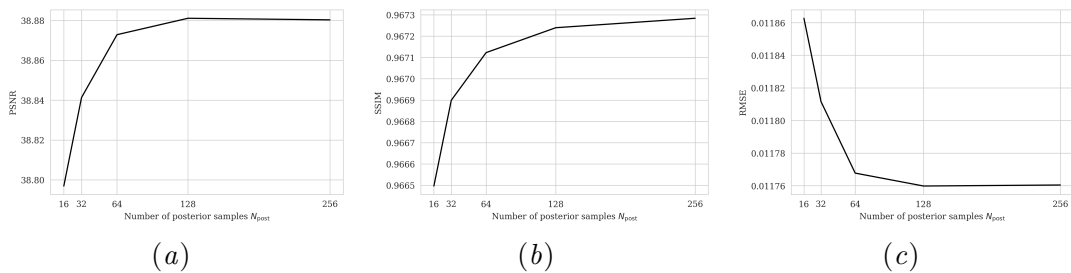 38.88
38.86
38.84
38.82
38.80
PSNR
16 32 64 128 256
Number of posterior samples N_post
(a)
0.9673
0.9672
0.9671
0.9670
0.9669
0.9668
0.9667
0.9666
0.9665
SSIM
16 32 64 128 256
Number of posterior samples N_post
(b)
0.01186
0.01184
0.01182
0.01180
0.01178
0.01176
RMSE
16 32 64 128 256
Number of posterior samples N_post
(c)